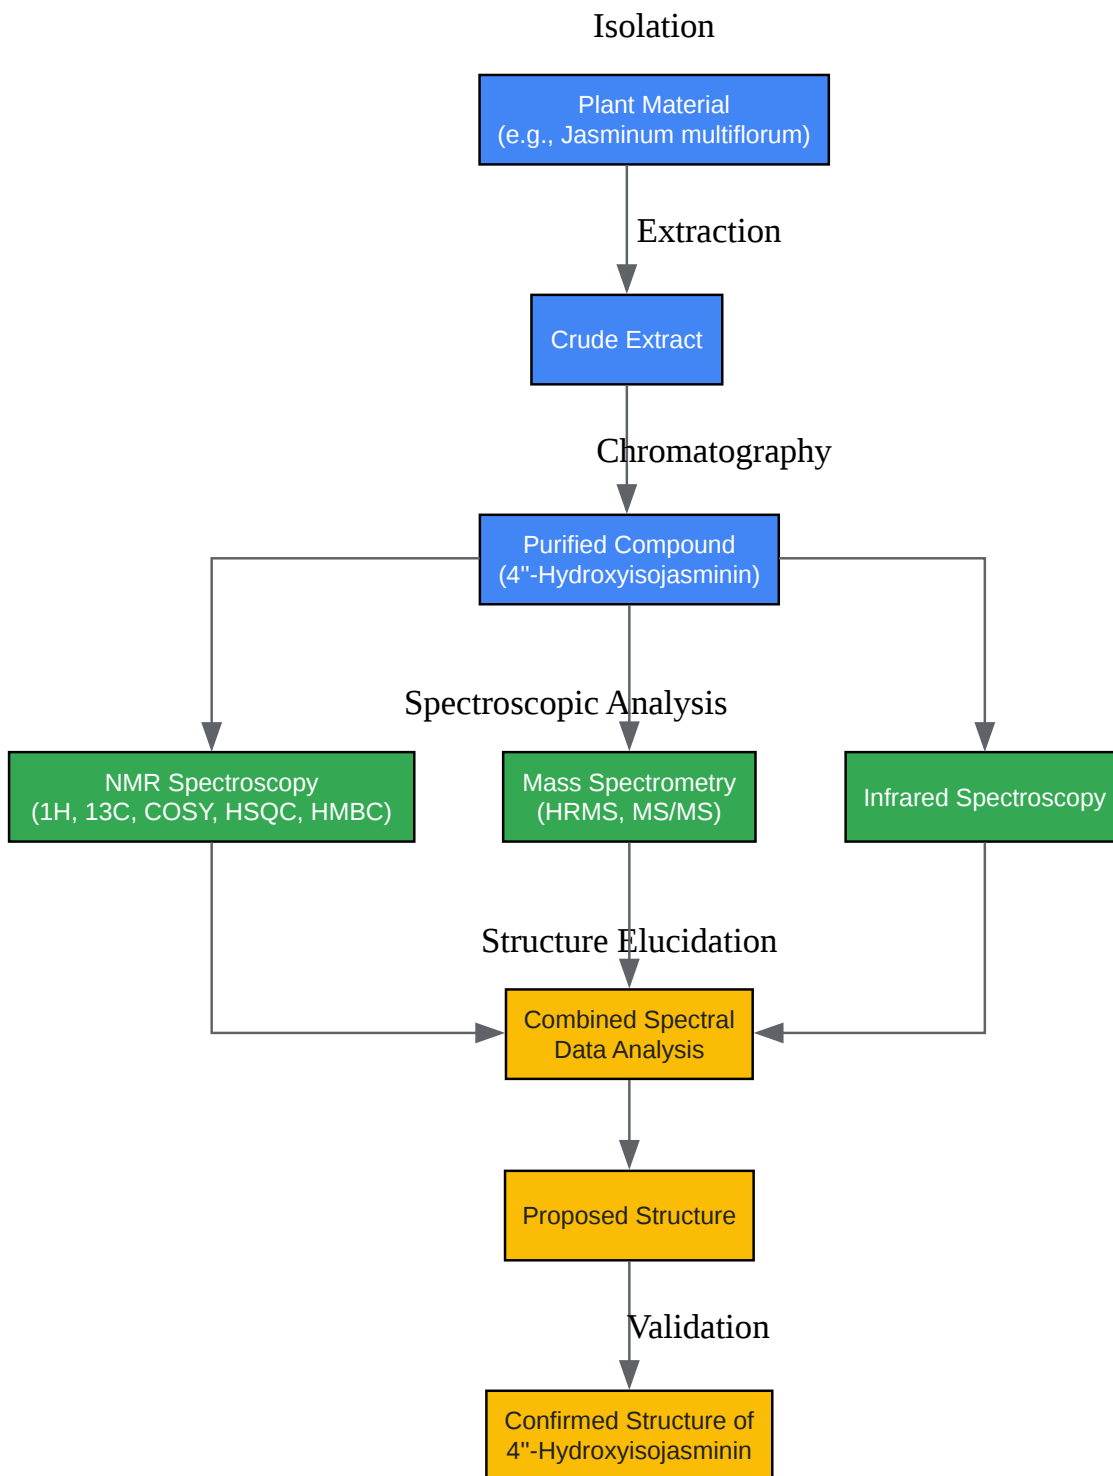 Isolation
Plant Material
(e.g., Jasminum multiflorum)
Extraction
Crude Extract
Chromatography
Purified Compound
(4"-Hydroxyisojasminin)
Spectroscopic Analysis
NMR Spectroscopy
(1H, 13C, COSY, HSQC, HMBC)
Mass Spectrometry
(HRMS, MS/MS)
Infrared Spectroscopy
Structure Elucidation
Combined Spectral
Data Analysis
Proposed Structure
Validation
Confirmed Structure of
4"-Hydroxyisojasminin